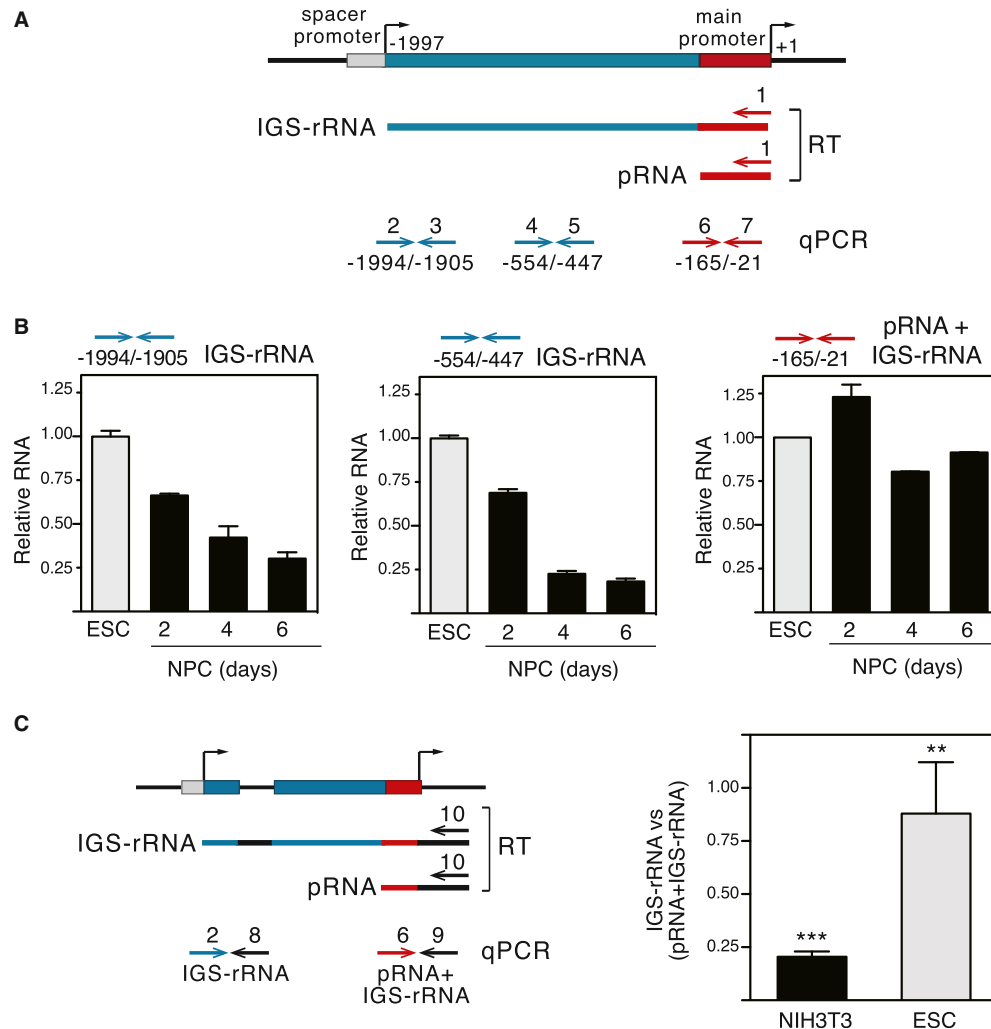 A
spacer
promoter
-1997
main
promoter
+1
1
IGS-rRNA
1
RT
pRNA
2 3
4 5
6 7
qPCR
-1994/-1905
-554/-447
-165/-21
B
-1994/-1905
IGS-rRNA
Relative RNA
1.25
1.00
0.75
0.50
0.25
ESC 2 4 6
NPC (days)
-554/-447
IGS-rRNA
Relative RNA
1.25
1.00
0.75
0.50
0.25
ESC 2 4 6
NPC (days)
-165/-21
pRNA +
IGS-rRNA
Relative RNA
1.25
1.00
0.75
0.50
0.25
ESC 2 4 6
NPC (days)
C
10
IGS-rRNA
10
RT
pRNA
2 8
6 9
qPCR
IGS-rRNA
pRNA+
IGS-rRNA
IGS-rRNA vs
(pRNA+IGS-rRNA)
1.00
0.75
0.50
0.25
***
**
NIH3T3 ESC